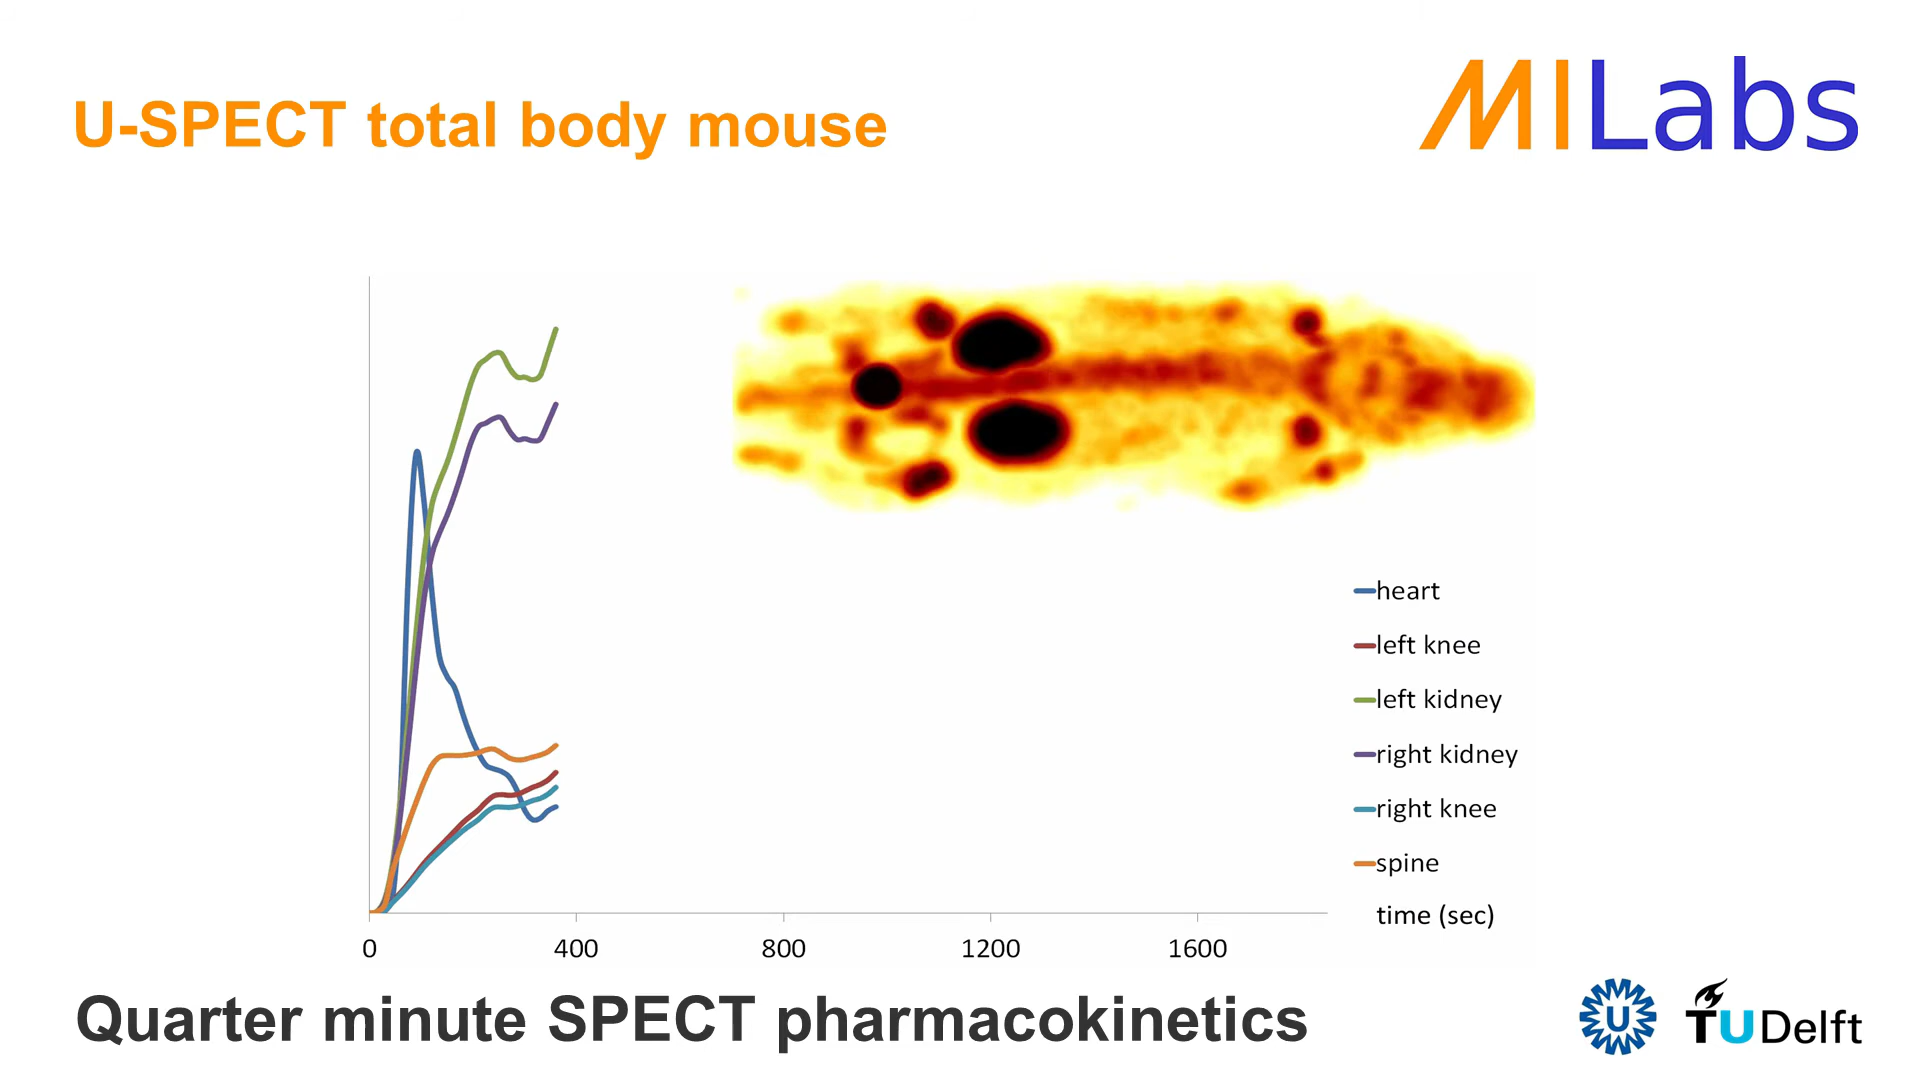 U-SPECT total body mouse
MILabs
heart
left knee
left kidney
right kidney
right knee
spine
time (sec)
0 400 800 1200 1600
Quarter minute SPECT pharmacokinetics
U
TUDelft